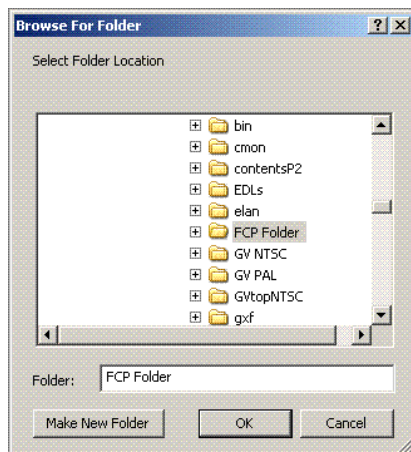 Browse For Folder
Select Folder Location
bin
cmon
contentsP2
EDLs
elan
FCP Folder
GV NTSC
GV PAL
GVtopNTSC
gxf
Folder: FCP Folder
Make New Folder OK Cancel